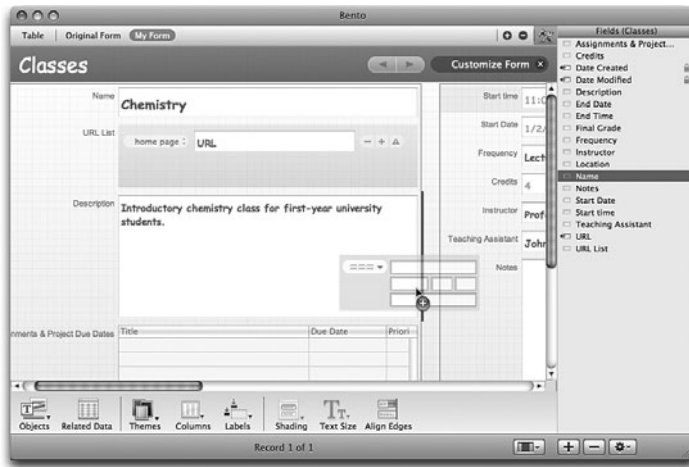 Bento
Table Original Form My Form
Classes
Customize Form
Name
Chemistry
URL List
home page :
URL
Description
Introductory chemistry class for first-year university
students.
Start time
11:0
Start Date
1/2/
Frequency
Lect
Credits
4
Instructor
Prof
Teaching Assistant
John
Notes
nments & Project Due Dates
Title Due Date Priori
Objects Related Data Themes Columns Labels Shading Text Size Align Edges
Record 1 of 1
Fields (Classes)
Assignments & Project...
Credits
Date Created
Date Modified
Description
End Date
End Time
Final Grade
Frequency
Instructor
Location
Name
Notes
Start Date
Start time
Teaching Assistant
URL
URL List